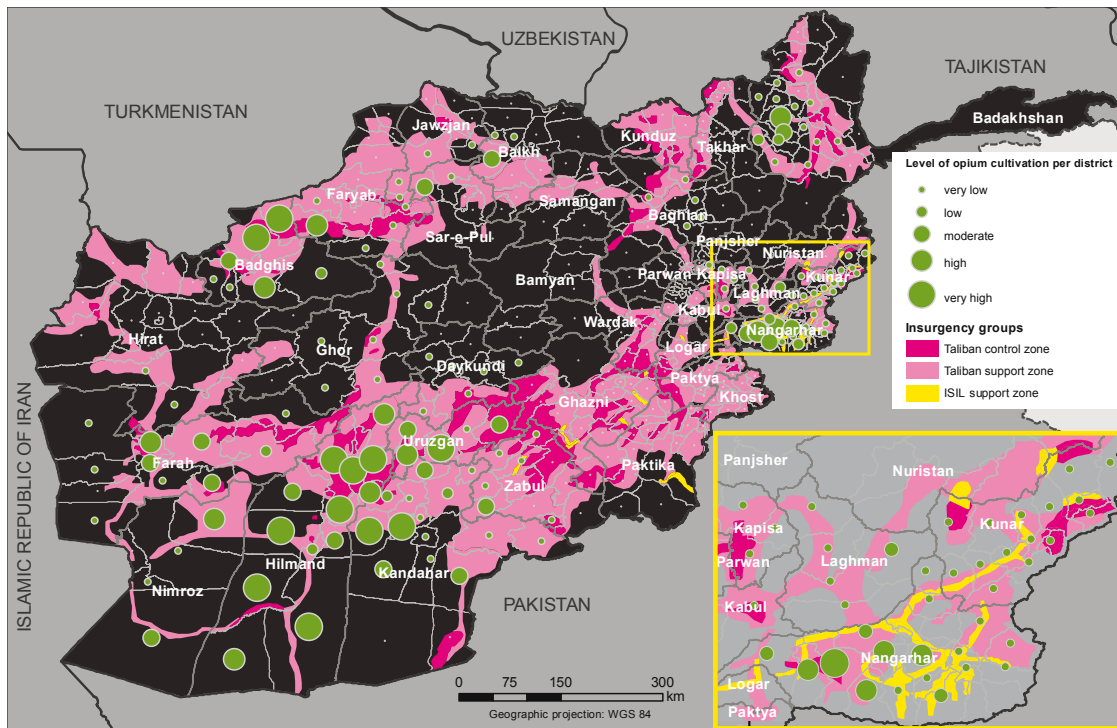 UZBEKISTAN
TAJIKISTAN
TURKMENISTAN
Badakhshan
Jawzjan
Kunduz
Takhar
Balkh
Faryab
Samangan
Baghlan
Sar-e-Pul
Panjsher
Badghis
Nuristan
Parwan
Kapisa
Kunar
Bamyan
Laghman
Kabul
Wardak
Nangarhar
Hirat
Ghor
Logar
Daykundi
Paktya
Ghazni
Khost
Uruzgan
Farah
Paktika
Zabul
Hilmand
Kandahar
Nimroz
ISLAMIC REPUBLIC OF IRAN
PAKISTAN
0 75 150 300
km
Geographic projection: WGS 84
Level of opium cultivation per district
very low
low
moderate
high
very high
Insurgency groups
Taliban control zone
Taliban support zone
ISIL support zone
Panjsher
Nuristan
Kapisa
Kunar
Parwan
Laghman
Kabul
Nangarhar
Logar
Paktya